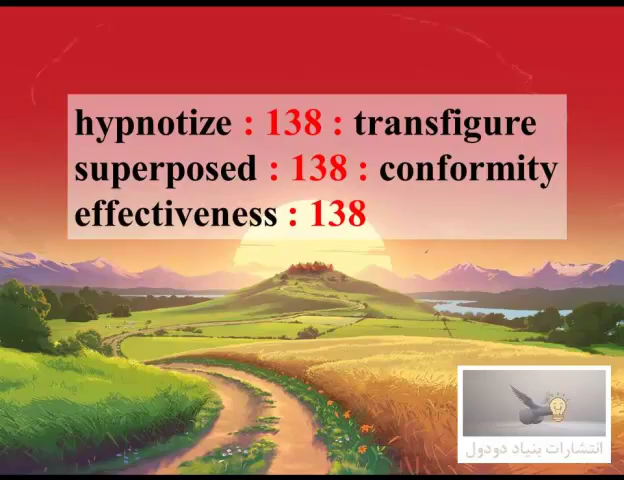 hypnotize : 138 : transfigure
superposed : 138 : conformity
effectiveness : 138
انتشارات بنیاد دودول